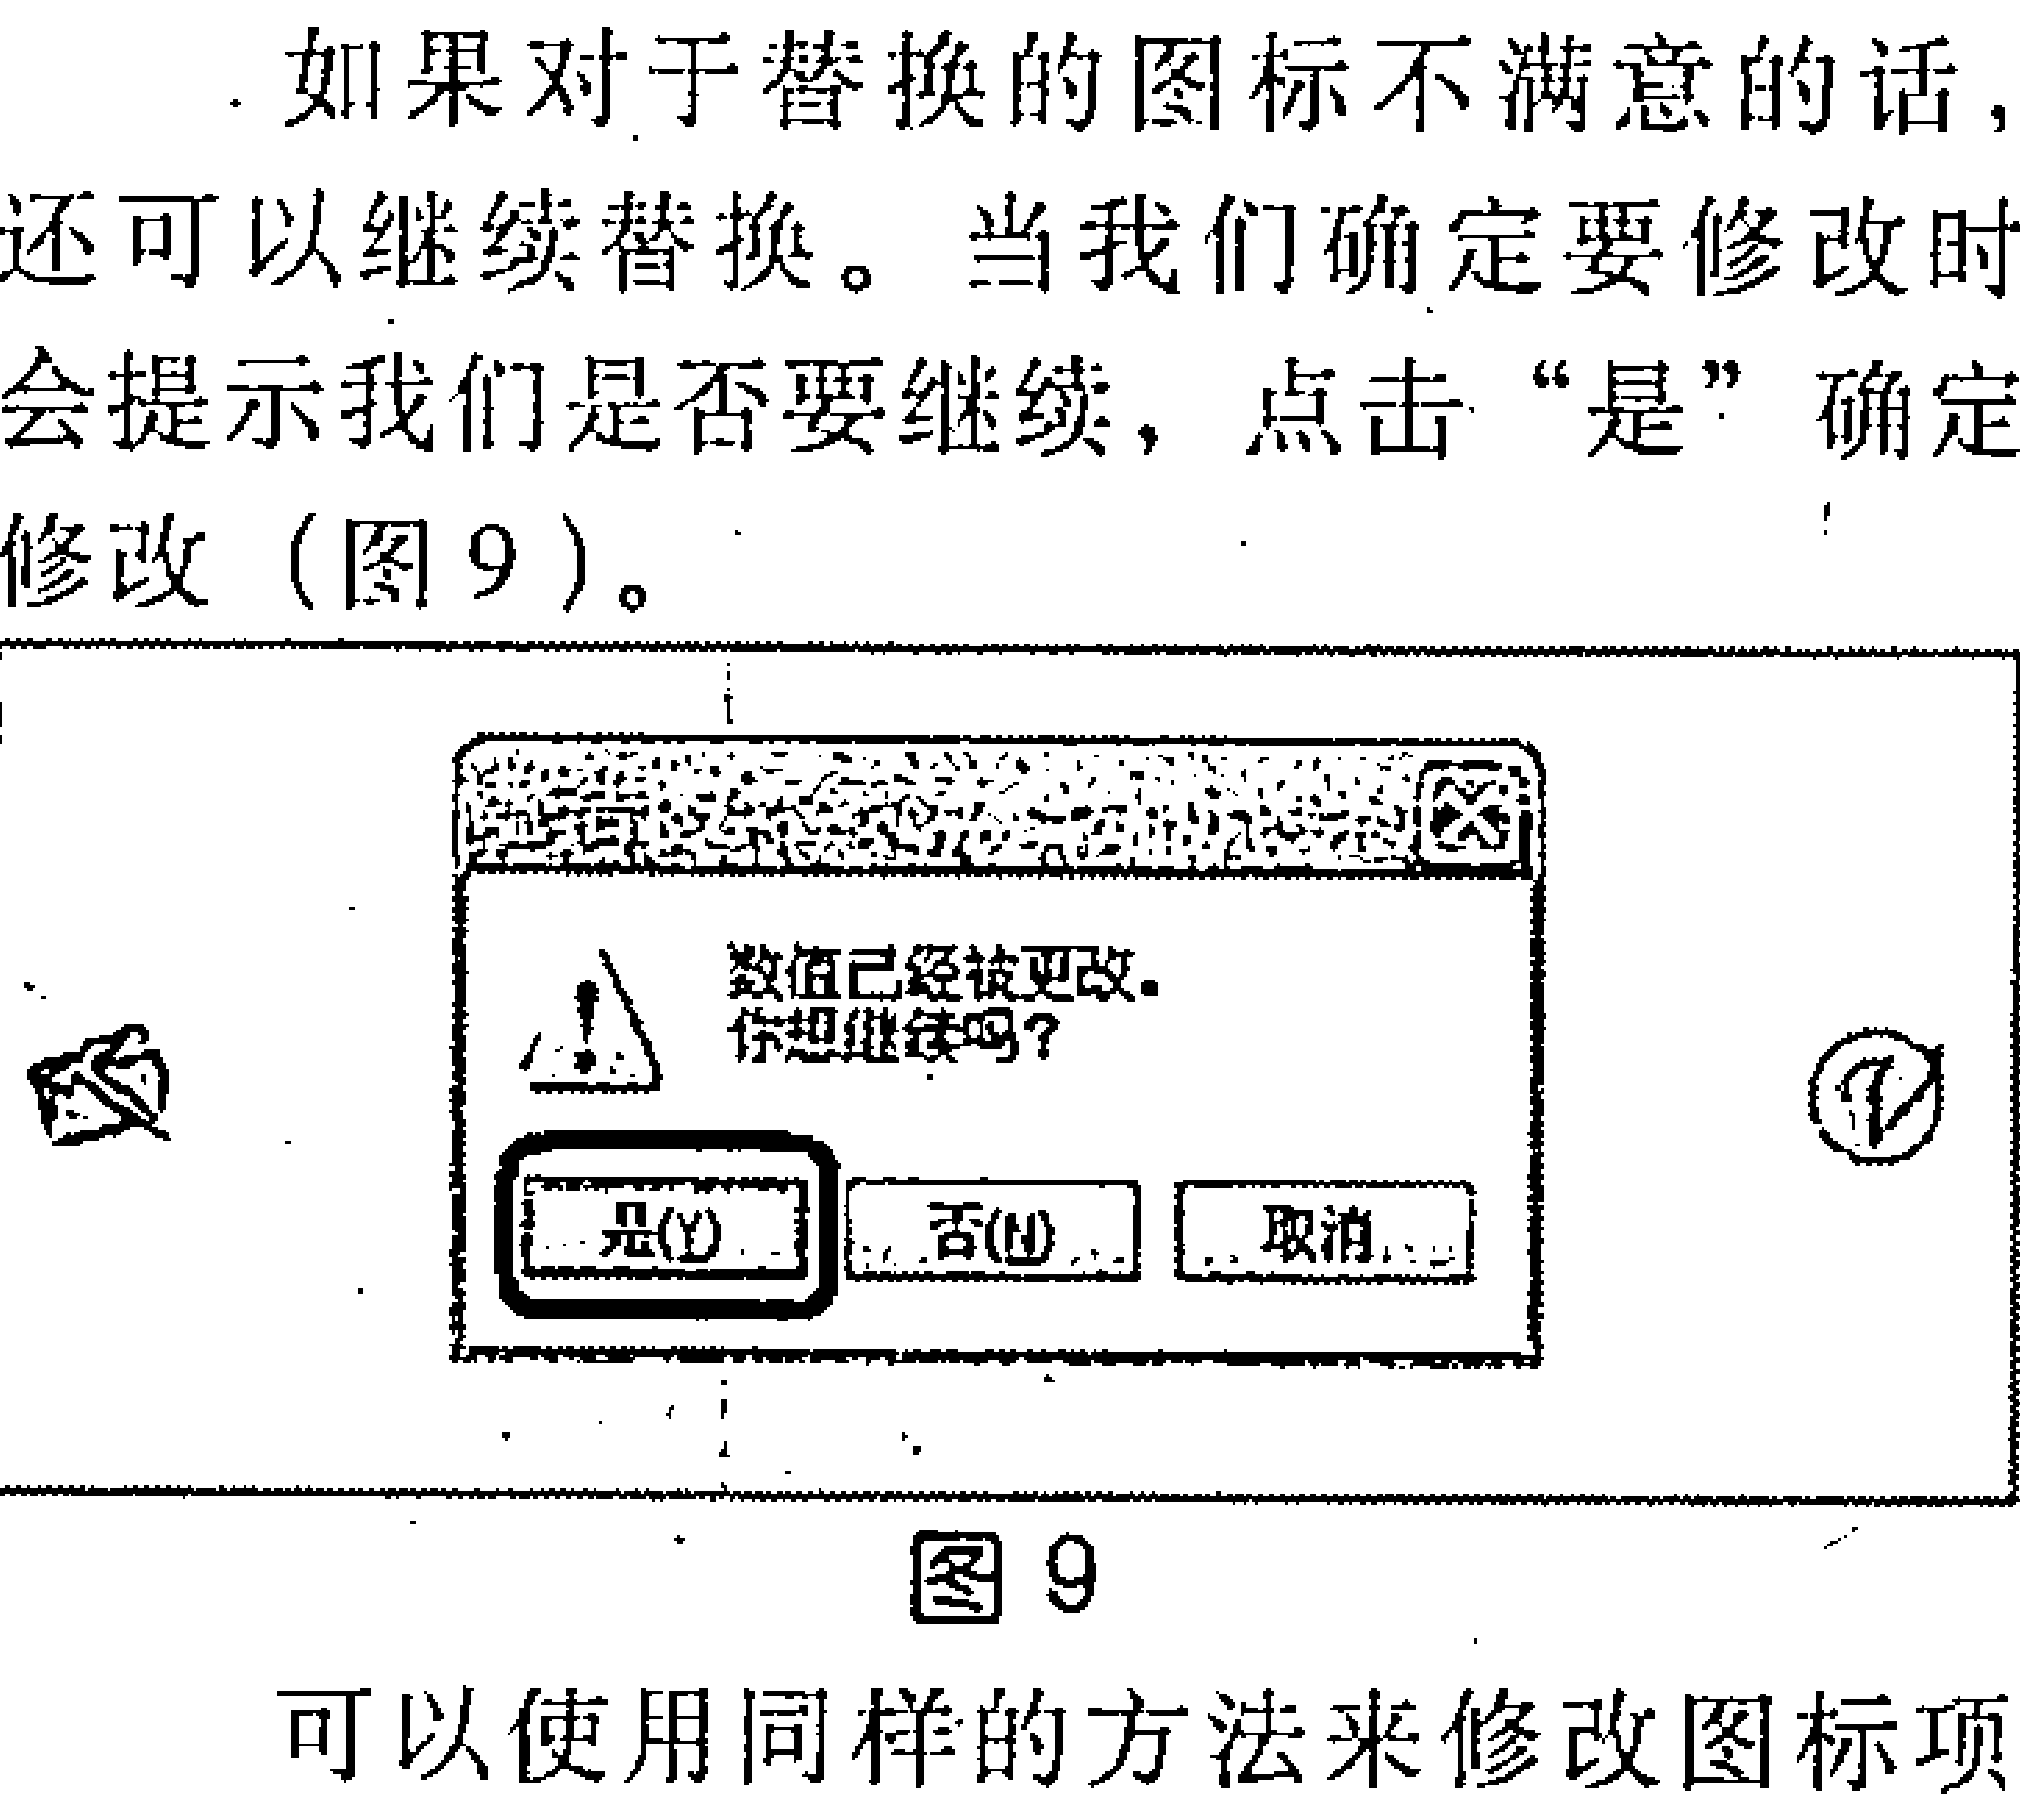 如果对于替换的图标不满意的话，
还可以继续替换。当我们确定要修改时
会提示我们是否要继续，点击“是”确定
修改（图9）。
数值已经被更改.
你想继续吗？
是(Y) 否(N) 取消
图 9
可以使用同样的方法来修改图标项